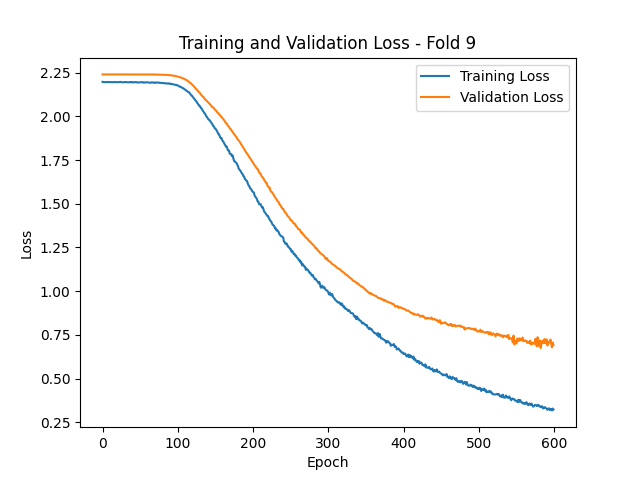 Training and Validation Loss - Fold 9
Training Loss
Validation Loss
Loss
2.25
2.00
1.75
1.50
1.25
1.00
0.75
0.50
0.25
0 100 200 300 400 500 600
Epoch